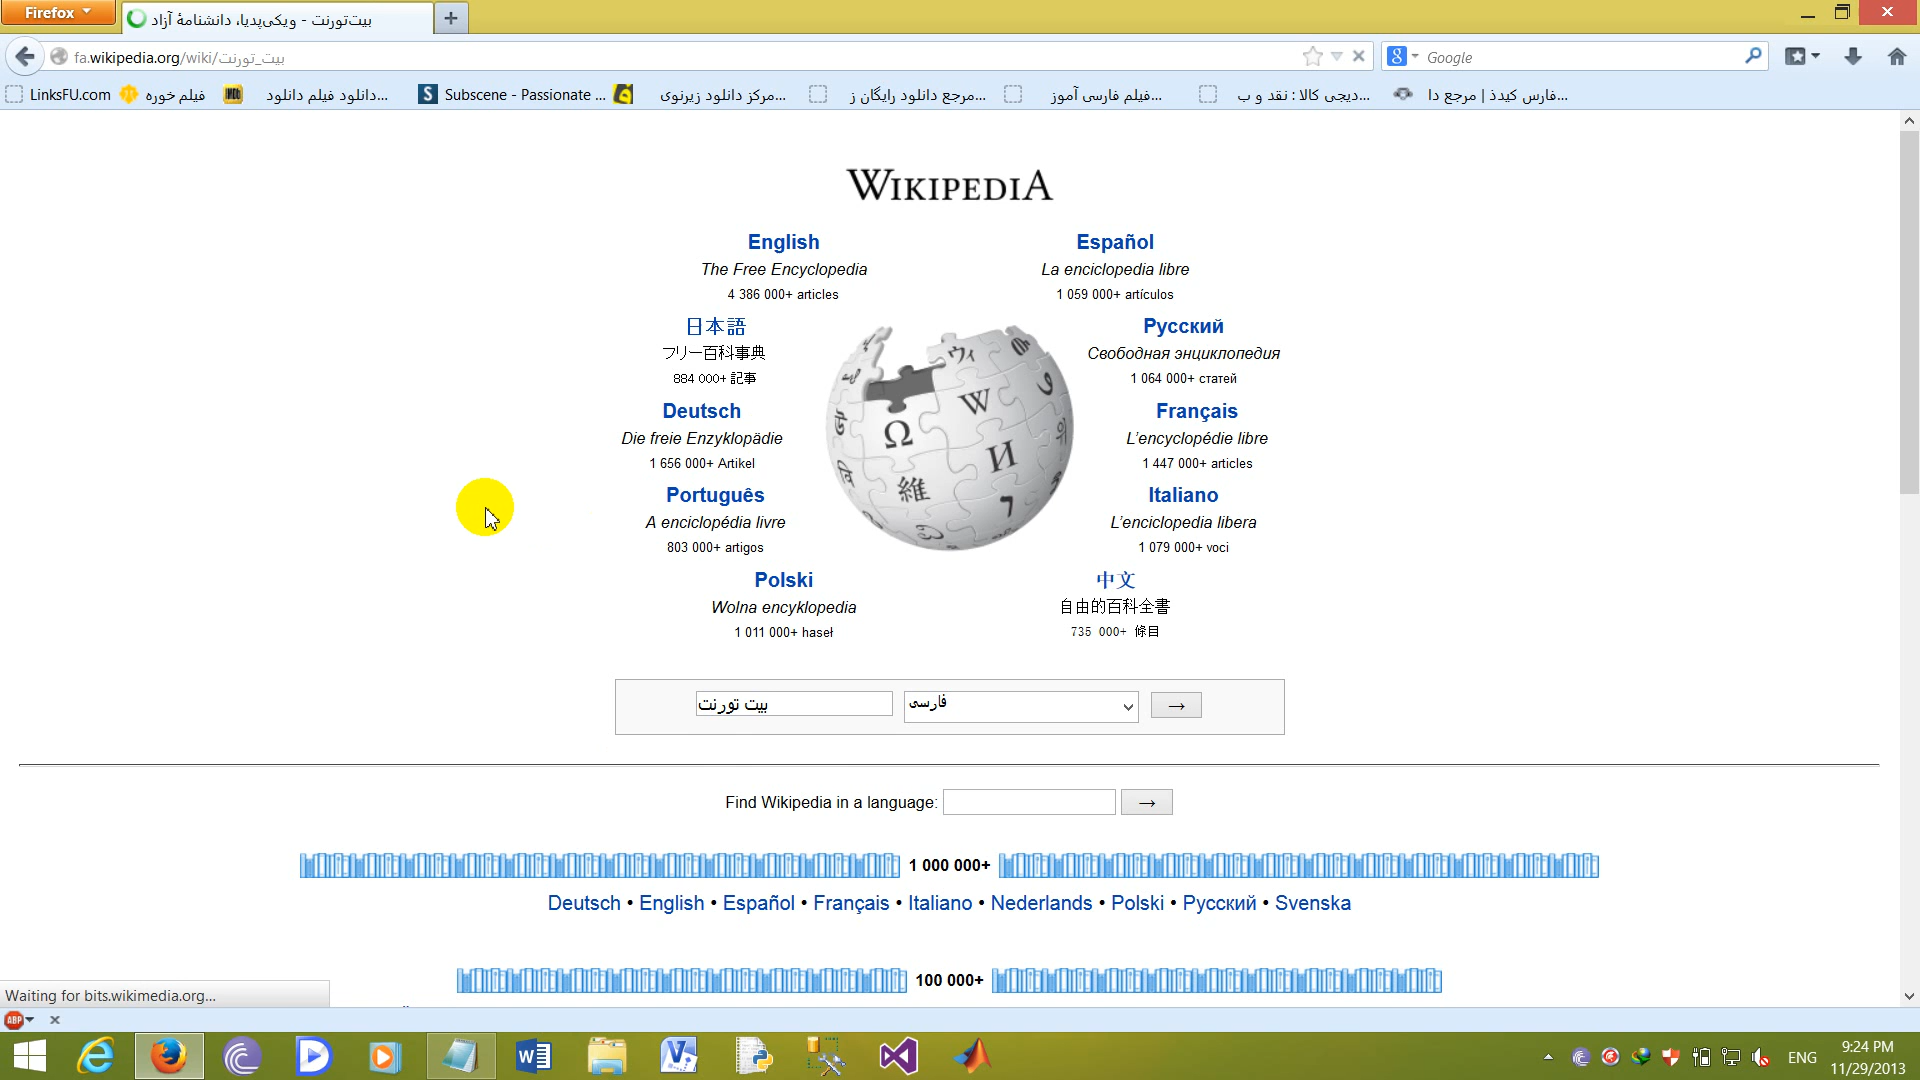 Firefox
بیت‌تورنت - ویکی‌پدیا، دانشنامهٔ آزاد
fa.wikipedia.org/wiki/بیت_تورنت
Google
LinksFU.com
فیلم خوره
دانلود فیلم دانلود...
Subscene - Passionate ...
مرکز دانلود زیرنوی...
مرجع دانلود رایگان ز...
فیلم فارسی آموز...
دیجی کالا : نقد و ب...
فارس کیدذ | مرجع دا...
WIKIPEDIA
English
The Free Encyclopedia
4 386 000+ articles
Español
La enciclopedia libre
1 059 000+ artículos
日本語
フリー百科事典
884 000+ 記事
Русский
Свободная энциклопедия
1 064 000+ статей
Deutsch
Die freie Enzyklopädie
1 656 000+ Artikel
Français
L'encyclopédie libre
1 447 000+ articles
Português
A enciclopédia livre
803 000+ artigos
Italiano
L'enciclopedia libera
1 079 000+ voci
Polski
Wolna encyklopedia
1 011 000+ haseł
中文
自由的百科全書
735 000+ 條目
بیت تورنت
فارسی
→
Find Wikipedia in a language:
→
1 000 000+
Deutsch • English • Español • Français • Italiano • Nederlands • Polski • Русский • Svenska
100 000+
Waiting for bits.wikimedia.org...
ABP
ENG
9:24 PM
11/29/2013